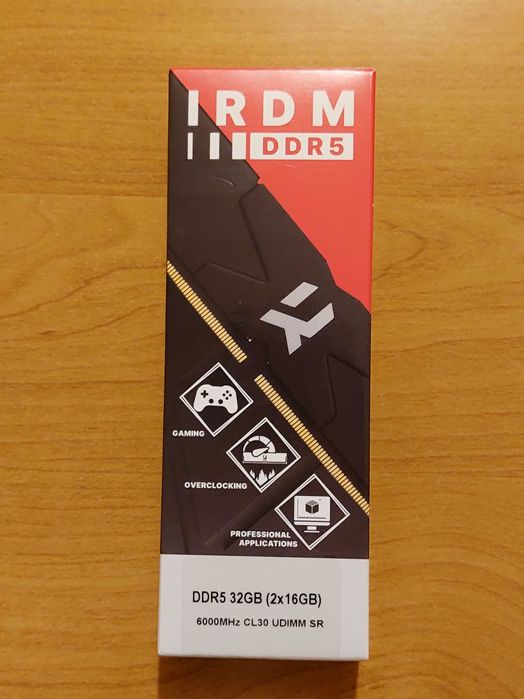 IRDM
DDR5
GAMING
OVERCLOCKING
PROFESSIONAL
APPLICATIONS
DDR5 32GB (2x16GB)
6000MHz CL30 UDIMM SR